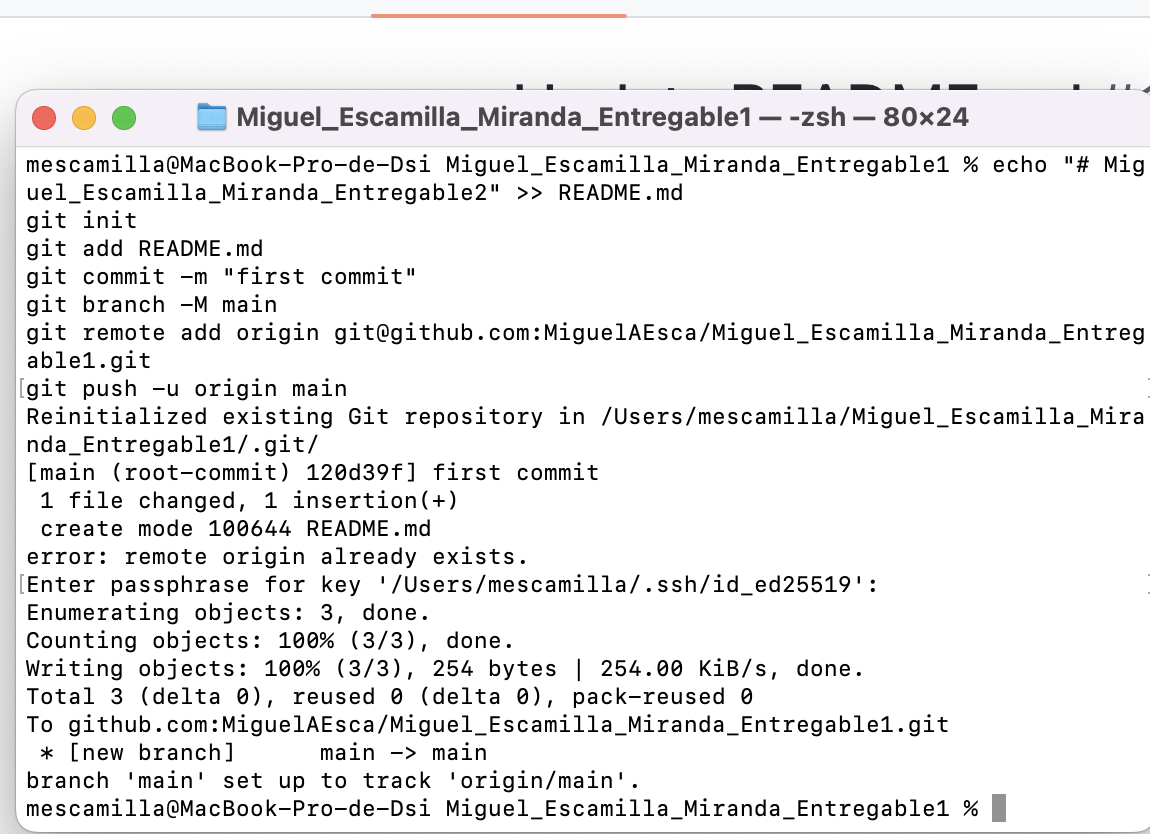 Miguel_Escamilla_Miranda_Entregable1 — -zsh — 80×24
mescamilla@MacBook-Pro-de-Dsi Miguel_Escamilla_Miranda_Entregable1 % echo "# Mig
uel_Escamilla_Miranda_Entregable2" >> README.md
git init
git add README.md
git commit -m "first commit"
git branch -M main
git remote add origin git@github.com:MiguelAEsca/Miguel_Escamilla_Miranda_Entreg
able1.git
[git push -u origin main
Reinitialized existing Git repository in /Users/mescamilla/Miguel_Escamilla_Mira
nda_Entregable1/.git/
[main (root-commit) 120d39f] first commit
 1 file changed, 1 insertion(+)
 create mode 100644 README.md
error: remote origin already exists.
[Enter passphrase for key '/Users/mescamilla/.ssh/id_ed25519':
Enumerating objects: 3, done.
Counting objects: 100% (3/3), done.
Writing objects: 100% (3/3), 254 bytes | 254.00 KiB/s, done.
Total 3 (delta 0), reused 0 (delta 0), pack-reused 0
To github.com:MiguelAEsca/Miguel_Escamilla_Miranda_Entregable1.git
 * [new branch]      main -> main
branch 'main' set up to track 'origin/main'.
mescamilla@MacBook-Pro-de-Dsi Miguel_Escamilla_Miranda_Entregable1 %